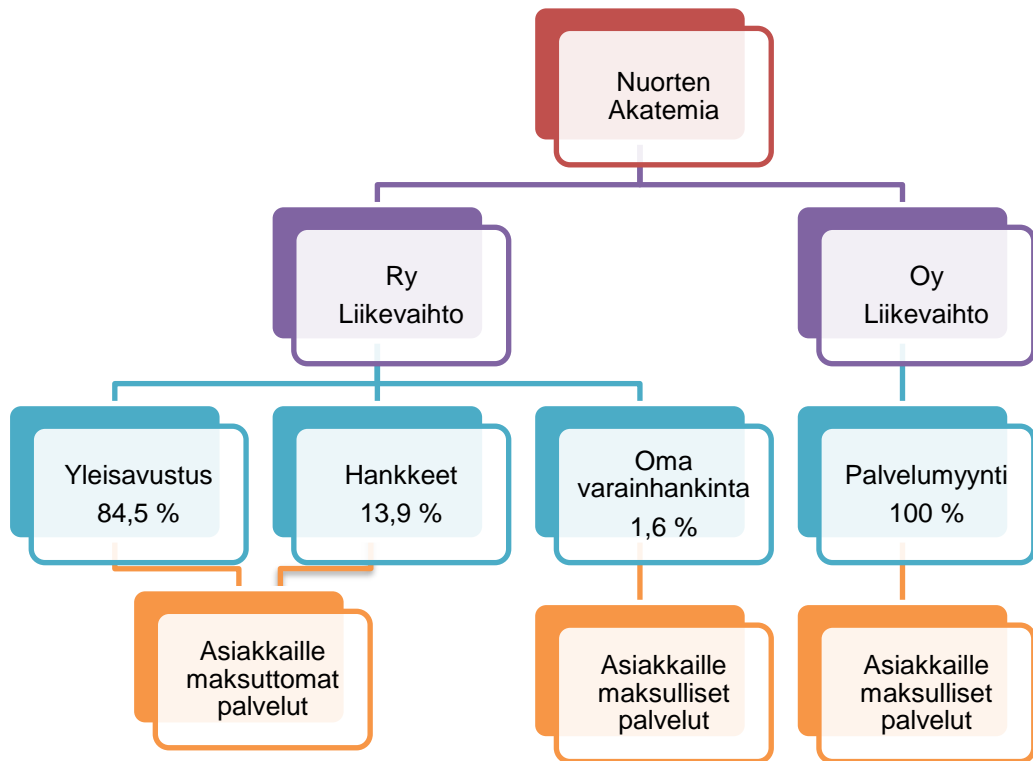 Nuorten
Akatemia
Ry
Liikevaihto
Oy
Liikevaihto
Yleisavustus
84,5 %
Hankkeet
13,9 %
Oma
varainhankinta
1,6 %
Palvelumyynti
100 %
Asiakkaille
maksuttomat
palvelut
Asiakkaille
maksulliset
palvelut
Asiakkaille
maksulliset
palvelut